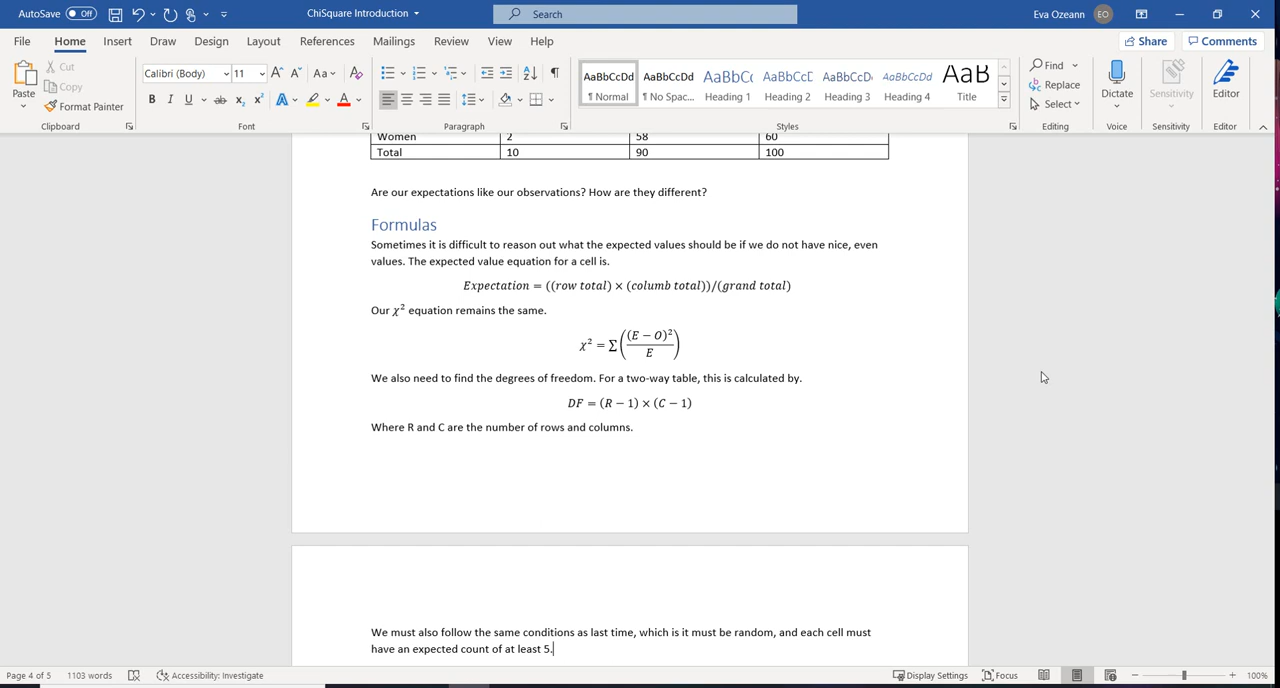 AutoSave Off ChiSquare Introduction Search Eva Ozeann EO
File Home Insert Draw Design Layout References Mailings Review View Help Share Comments
Paste Cut Copy Format Painter
Clipboard
Calibri (Body) 11 Aa
B I U ab x₂ x² A A
Font
Paragraph
AaBbCcDd AaBbCcDd AaBbCc AaBbCcE AaBbCcD AaBbCcDd AaB
¶ Normal ¶ No Spac... Heading 1 Heading 2 Heading 3 Heading 4 Title
Styles
Find
Replace
Select
Editing
Dictate
Voice
Sensitivity
Sensitivity
Editor
Editor
Women 2 58 60
Total 10 90 100
Are our expectations like our observations? How are they different?
Formulas
Sometimes it is difficult to reason out what the expected values should be if we do not have nice, even
values. The expected value equation for a cell is.
Expectation = ((row total) × (columb total))/(grand total)
Our χ² equation remains the same.
χ² = Σ((E − O)²/E)
We also need to find the degrees of freedom. For a two-way table, this is calculated by.
DF = (R − 1) × (C − 1)
Where R and C are the number of rows and columns.
We must also follow the same conditions as last time, which is it must be random, and each cell must
have an expected count of at least 5.
Page 4 of 5 1103 words Accessibility: Investigate Display Settings Focus 100%